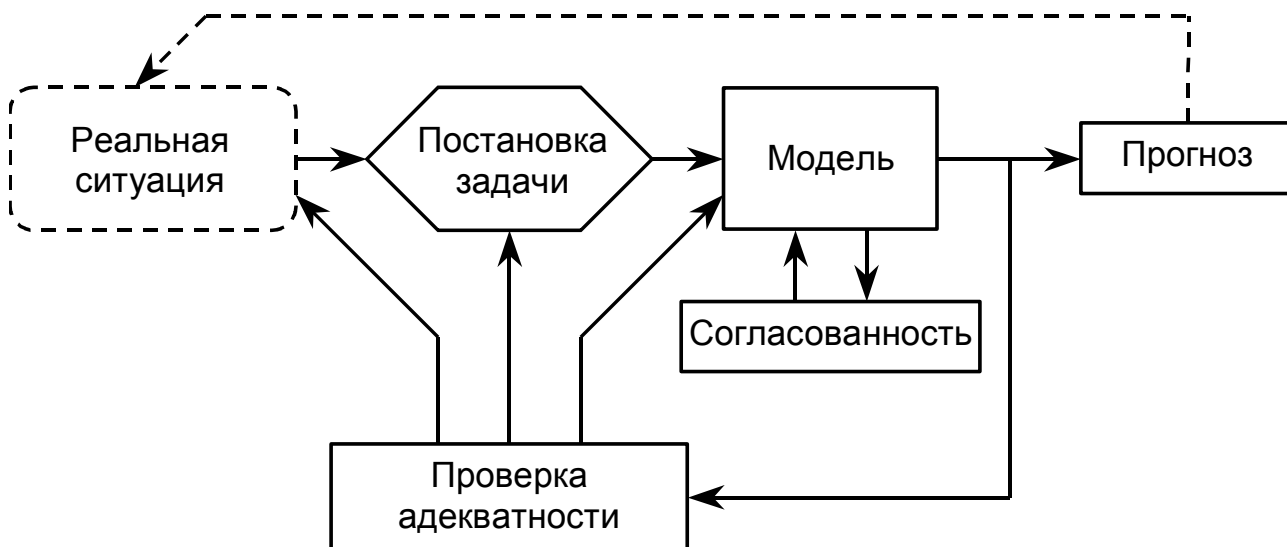 Реальная
ситуация
Постановка
задачи
Модель
Прогноз
Согласованность
Проверка
адекватности